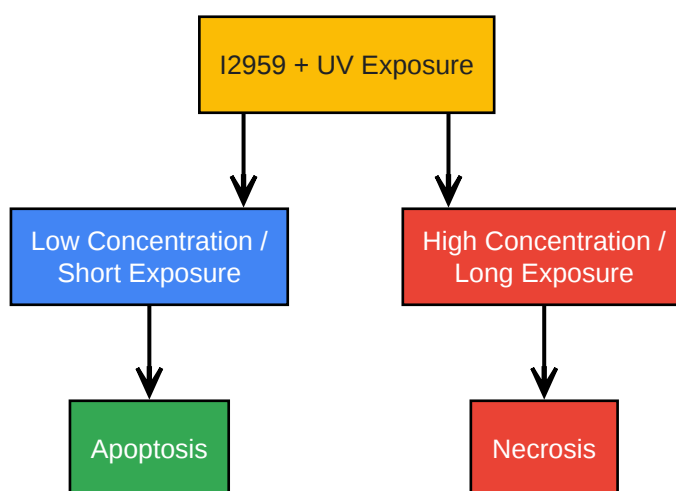 I2959 + UV Exposure
Low Concentration /
Short Exposure
High Concentration /
Long Exposure
Apoptosis
Necrosis